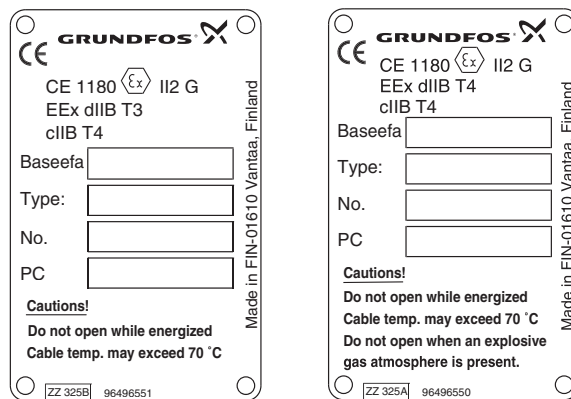 GRUNDFOS
CE
CE 1180 Ex II2 G
EEx dIIB T3
cIIB T4
Baseefa
Type:
No.
PC
Cautions!
Do not open while energized
Cable temp. may exceed 70 ˚C
ZZ 325B 96496551
Made in FIN-01610 Vantaa, Finland
GRUNDFOS
CE
CE 1180 Ex II2 G
EEx dIIB T4
cIIB T4
Baseefa
Type:
No.
PC
Cautions!
Do not open while energized
Cable temp. may exceed 70 ˚C
Do not open when an explosive
gas atmosphere is present.
ZZ 325A 96496550
Made in FIN-01610 Vantaa, Finland